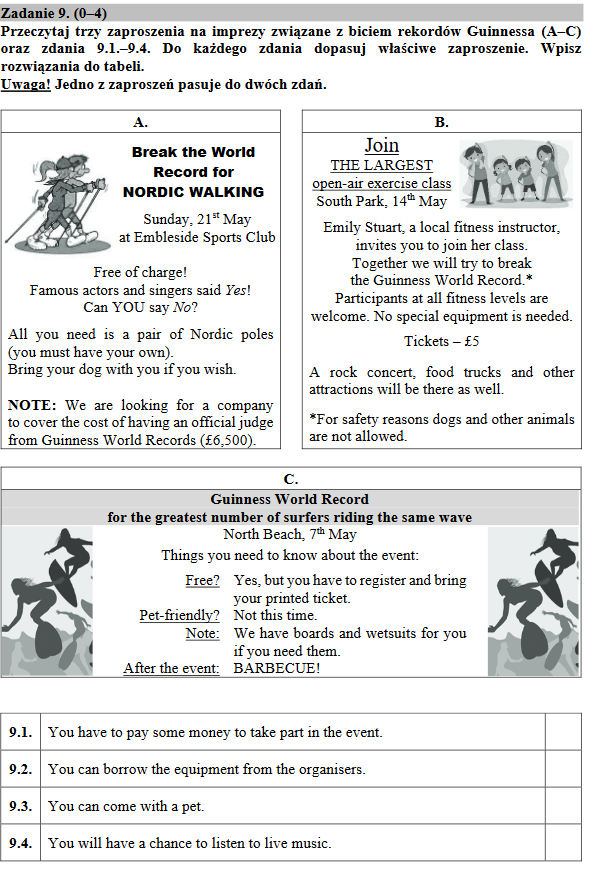 Zadanie 9. (0–4)
Przeczytaj trzy zaproszenia na imprezy związane z biciem rekordów Guinnessa (A–C)
oraz zdania 9.1.–9.4. Do każdego zdania dopasuj właściwe zaproszenie. Wpisz
rozwiązania do tabeli.
Uwaga! Jedno z zaproszeń pasuje do dwóch zdań.
A.
Break the World
Record for
NORDIC WALKING
Sunday, 21st May
at Embleside Sports Club
Free of charge!
Famous actors and singers said Yes!
Can YOU say No?
All you need is a pair of Nordic poles
(you must have your own).
Bring your dog with you if you wish.
NOTE: We are looking for a company
to cover the cost of having an official judge
from Guinness World Records (£6,500).
B.
Join
THE LARGEST
open-air exercise class
South Park, 14th May
Emily Stuart, a local fitness instructor,
invites you to join her class.
Together we will try to break
the Guinness World Record.*
Participants at all fitness levels are
welcome. No special equipment is needed.
Tickets – £5
A rock concert, food trucks and other
attractions will be there as well.
*For safety reasons dogs and other animals
are not allowed.
C.
Guinness World Record
for the greatest number of surfers riding the same wave
North Beach, 7th May
Things you need to know about the event:
Free? Yes, but you have to register and bring
your printed ticket.
Pet-friendly? Not this time.
Note: We have boards and wetsuits for you
if you need them.
After the event: BARBECUE!
9.1. You have to pay some money to take part in the event.
9.2. You can borrow the equipment from the organisers.
9.3. You can come with a pet.
9.4. You will have a chance to listen to live music.